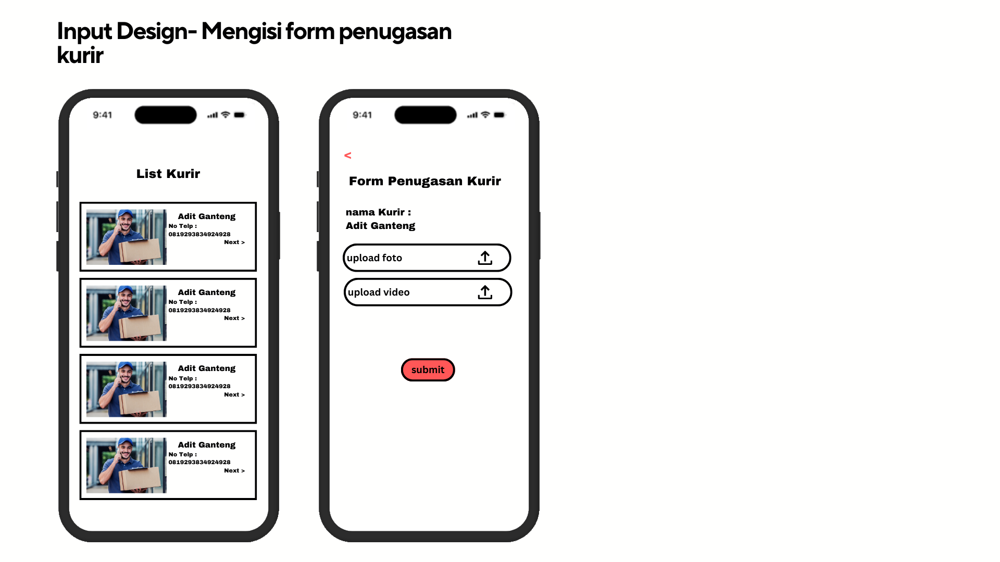 Input Design- Mengisi form penugasan
kurir
9:41
List Kurir
Adit Ganteng
No Telp :
0819293834924928
Next >
Adit Ganteng
No Telp :
0819293834924928
Next >
Adit Ganteng
No Telp :
0819293834924928
Next >
Adit Ganteng
No Telp :
0819293834924928
Next >
9:41
<
Form Penugasan Kurir
nama Kurir :
Adit Ganteng
upload foto
upload video
submit